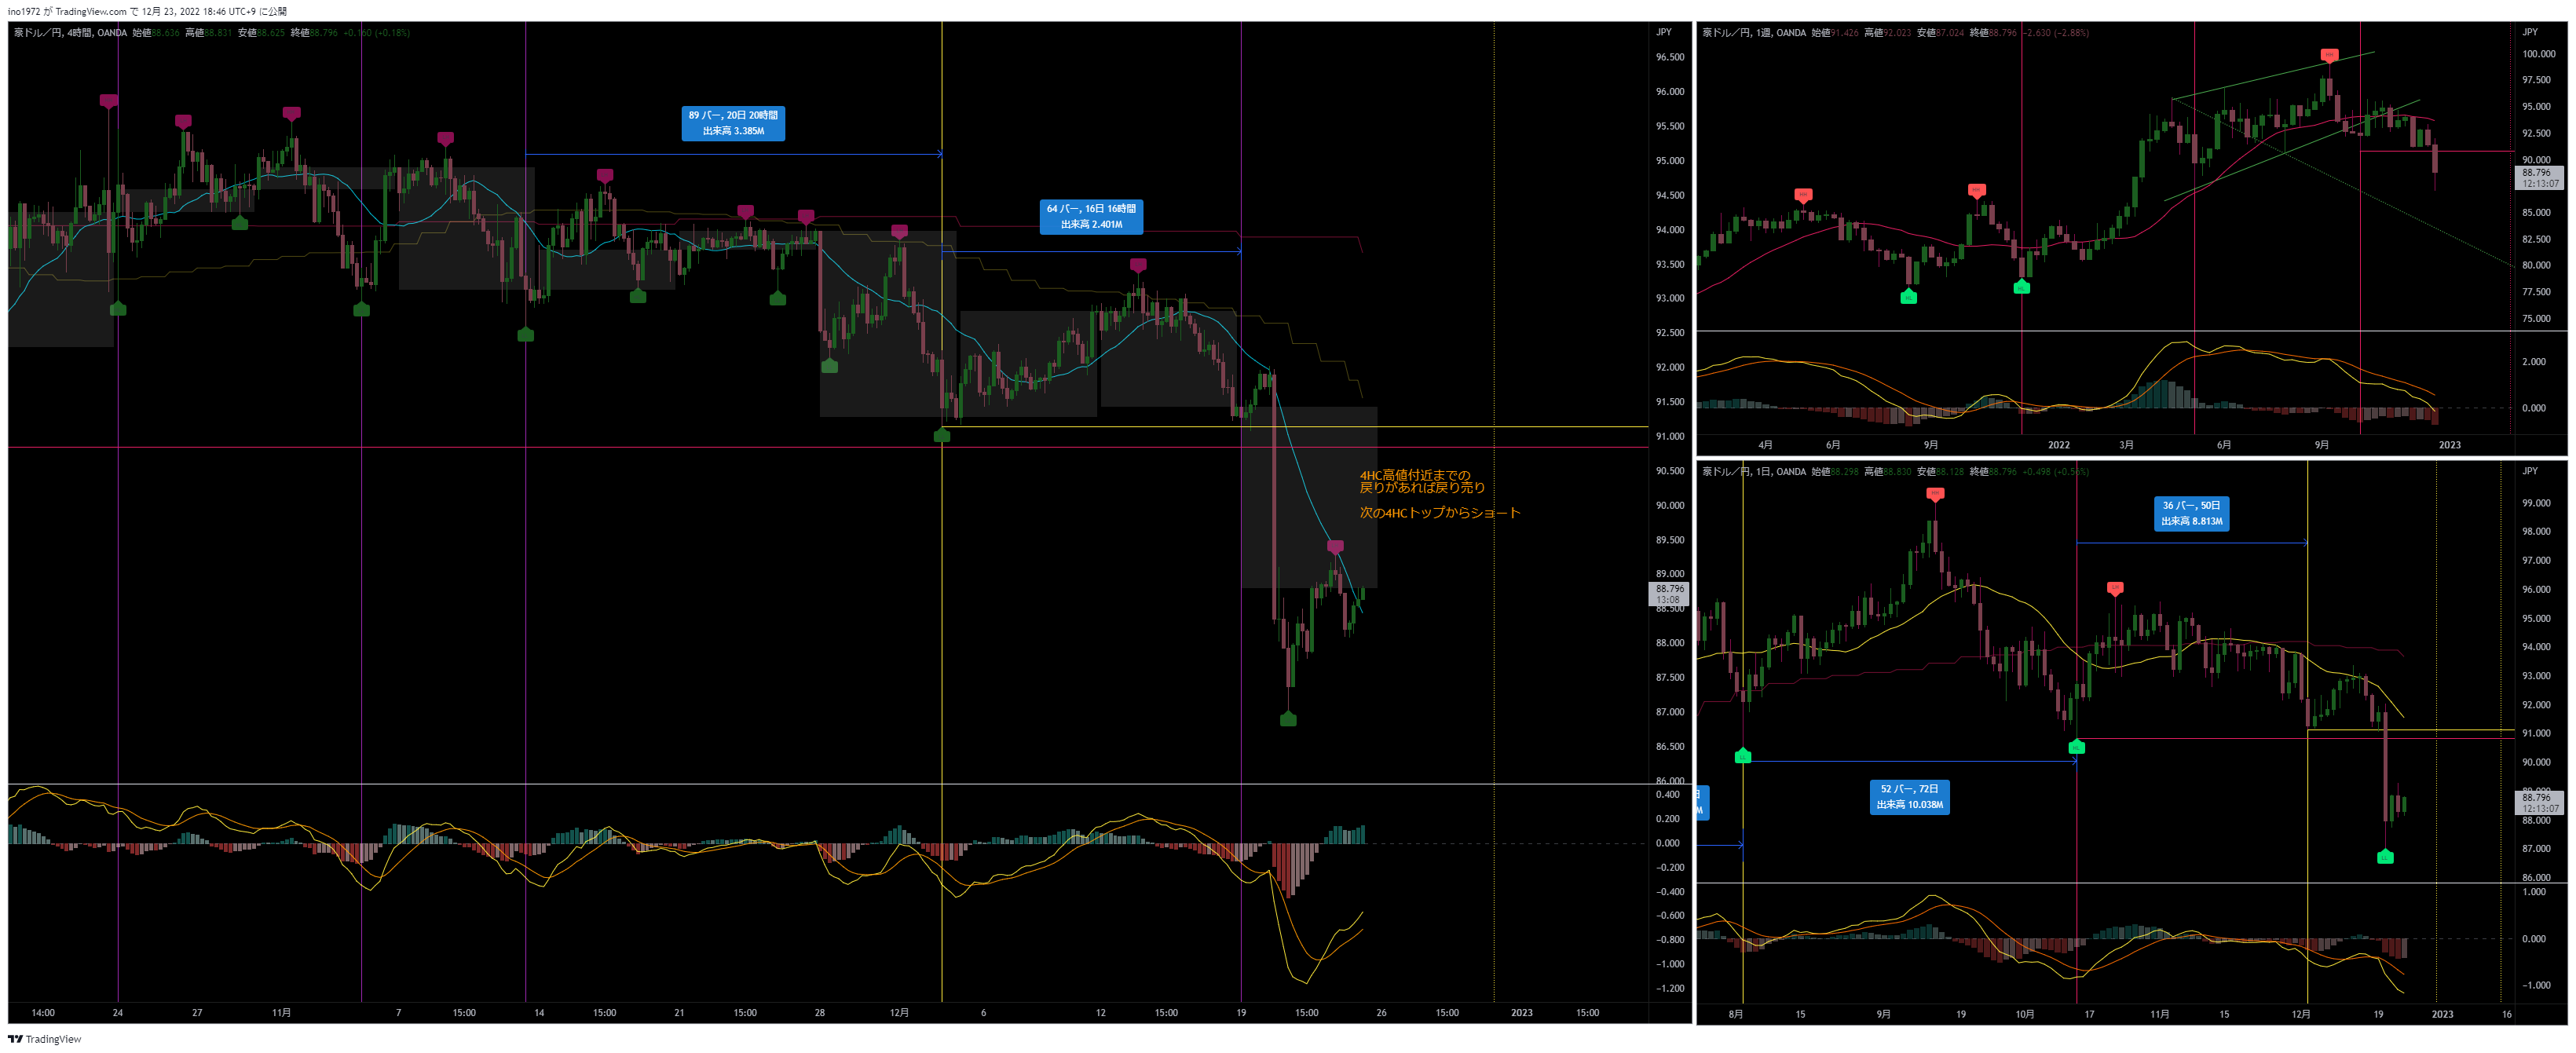 ino1972 が TradingView.com で 12月 23, 2022 18:46 UTC+9 に公開
豪ドル／円, 4時間, OANDA 始値88.636 高値88.831 安値88.625 終値88.796 +0.160 (+0.18%)
JPY
96.500
96.000
95.500
95.000
94.500
94.000
93.500
93.000
92.500
92.000
91.500
91.000
90.500
90.000
89.500
89.000
88.796
13:08
88.500
88.000
87.500
87.000
86.500
86.000
89 バー, 20日 20時間
出来高 3.385M
64 バー, 16日 16時間
出来高 2.401M
4HC高値付近までの
戻りがあれば戻り売り
次の4HCトップからショート
0.400
0.200
0.000
−0.200
−0.400
−0.600
−0.800
−1.000
−1.200
14:00 24 27 11月 7 15:00 14 15:00 21 15:00 28 12月 6 12 15:00 19 15:00 26 15:00 2023 15:00
豪ドル／円, 1週, OANDA 始値91.426 高値92.023 安値87.024 終値88.796 −2.630 (−2.88%)
JPY
100.000
97.500
95.000
92.500
90.000
88.796
12:13:07
85.000
82.500
80.000
77.500
75.000
HH
HH
HH
HL
HL
2.000
0.000
4月 6月 9月 2022 3月 6月 9月 2023
豪ドル／円, 1日, OANDA 始値88.298 高値88.830 安値88.128 終値88.796 +0.498 (+0.56%)
JPY
99.000
98.000
97.000
96.000
95.000
94.000
93.000
92.000
91.000
90.000
89.000
88.796
12:13:07
88.000
87.000
86.000
36 バー, 50日
出来高 8.813M
52 バー, 72日
出来高 10.038M
日
M
1.000
0.000
−1.000
8月 15 9月 19 10月 17 11月 15 12月 19 2023 16
TradingView